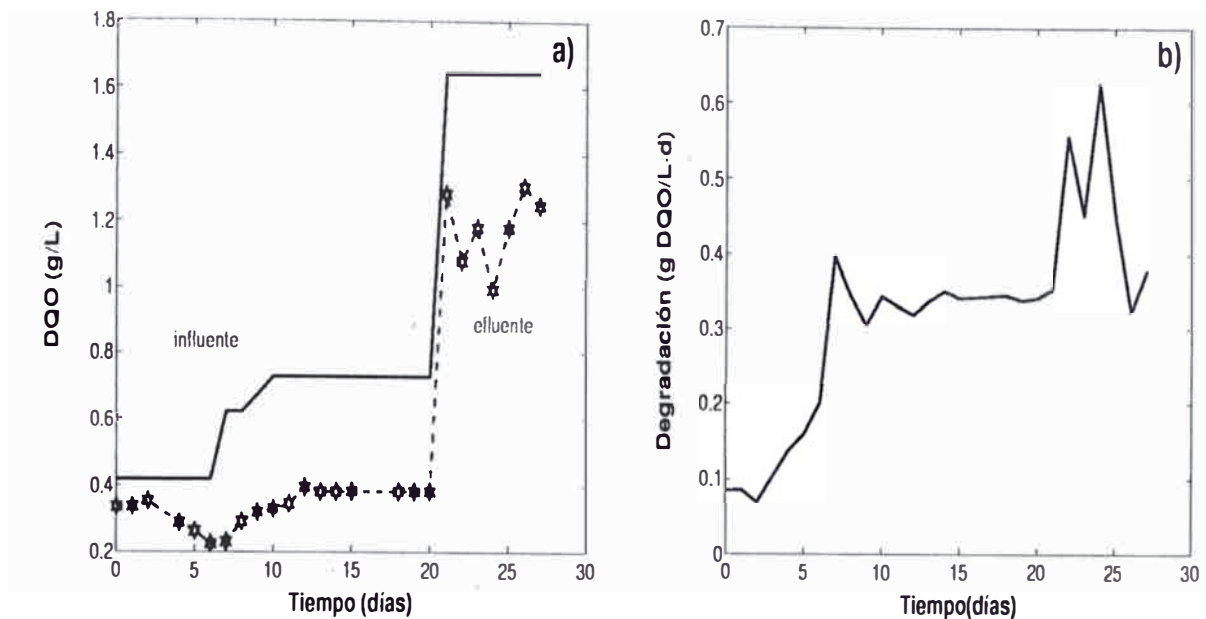 a)
DQO (g/L)
1.8
1.6
1.4
1.2
1
0.8
0.6
0.4
0.2
influente
efluente
0 5 10 15 20 25 30
Tiempo (días)
b)
Degradación (g DQO/L·d)
0.7
0.6
0.5
0.4
0.3
0.2
0.1
0
0 5 10 15 20 25 30
Tiempo(días)